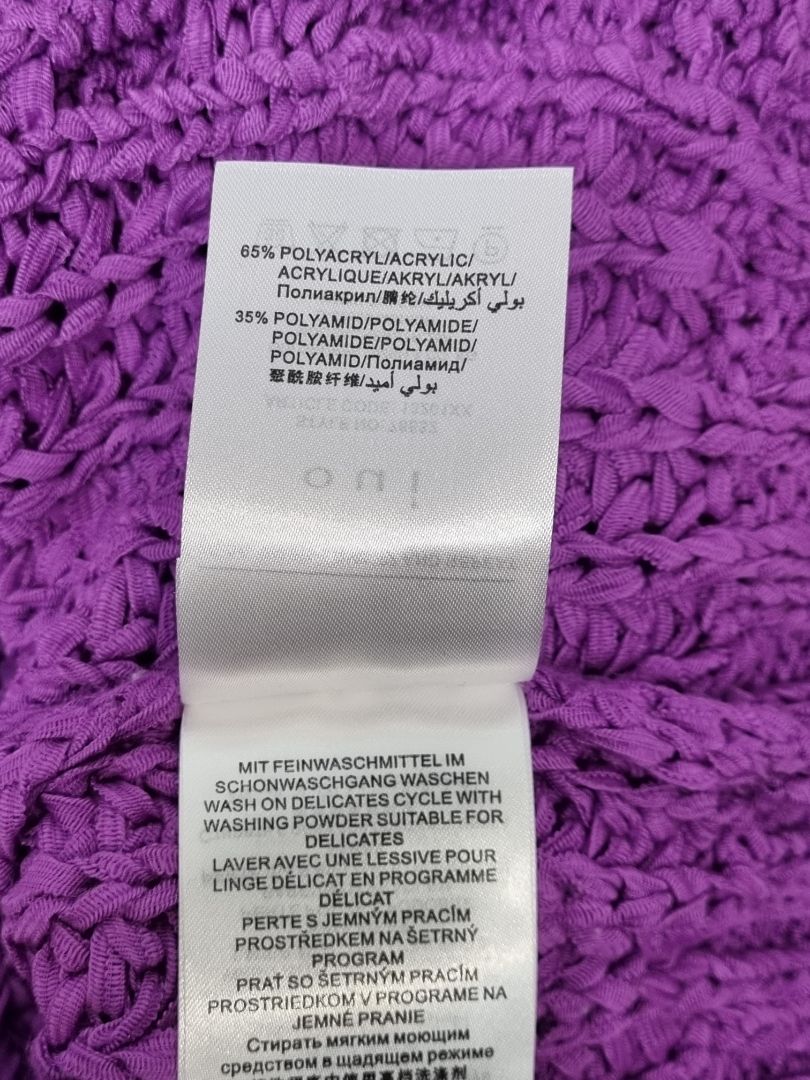 65% POLYACRYL/ACRYLIC/
ACRYLIQUE/AKRYL/AKRYL/
Полиакрил/腈纶/بولي أكريليك
35% POLYAMID/POLYAMIDE/
POLYAMIDE/POLYAMID/
POLYAMID/Полиамид/
聚酰胺纤维/بولي أميد
MIT FEINWASCHMITTEL IM
SCHONWASCHGANG WASCHEN
WASH ON DELICATES CYCLE WITH
WASHING POWDER SUITABLE FOR
DELICATES
LAVER AVEC UNE LESSIVE POUR
LINGE DÉLICAT EN PROGRAMME
DÉLICAT
PERTE S JEMNÝM PRACÍM
PROSTŘEDKEM NA ŠETRNÝ
PROGRAM
PRAŤ SO ŠETRNÝM PRACÍM
PROSTRIEDKOM V PROGRAME NA
JEMNÉ PRANIE
Стирать мягким моющим
средством в щадящем режиме